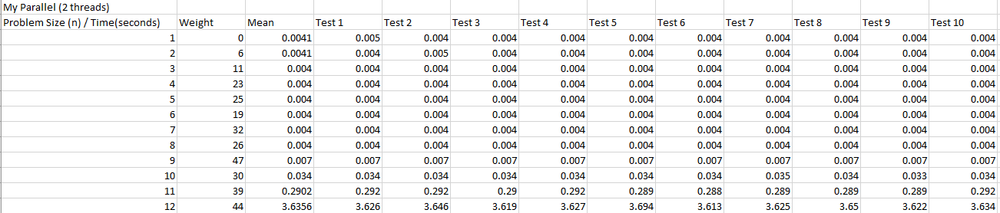 My Parallel (2 threads)
Problem Size (n) / Time(seconds) Weight Mean Test 1 Test 2 Test 3 Test 4 Test 5 Test 6 Test 7 Test 8 Test 9 Test 10
1 0 0.0041 0.005 0.004 0.004 0.004 0.004 0.004 0.004 0.004 0.004 0.004
2 6 0.0041 0.004 0.005 0.004 0.004 0.004 0.004 0.004 0.004 0.004 0.004
3 11 0.004 0.004 0.004 0.004 0.004 0.004 0.004 0.004 0.004 0.004 0.004
4 23 0.004 0.004 0.004 0.004 0.004 0.004 0.004 0.004 0.004 0.004 0.004
5 25 0.004 0.004 0.004 0.004 0.004 0.004 0.004 0.004 0.004 0.004 0.004
6 19 0.004 0.004 0.004 0.004 0.004 0.004 0.004 0.004 0.004 0.004 0.004
7 32 0.004 0.004 0.004 0.004 0.004 0.004 0.004 0.004 0.004 0.004 0.004
8 26 0.004 0.004 0.004 0.004 0.004 0.004 0.004 0.004 0.004 0.004 0.004
9 47 0.007 0.007 0.007 0.007 0.007 0.007 0.007 0.007 0.007 0.007 0.007
10 30 0.034 0.034 0.034 0.034 0.034 0.034 0.034 0.035 0.034 0.033 0.034
11 39 0.2902 0.292 0.292 0.29 0.292 0.289 0.288 0.289 0.289 0.289 0.292
12 44 3.6356 3.626 3.646 3.619 3.627 3.694 3.613 3.625 3.65 3.622 3.634